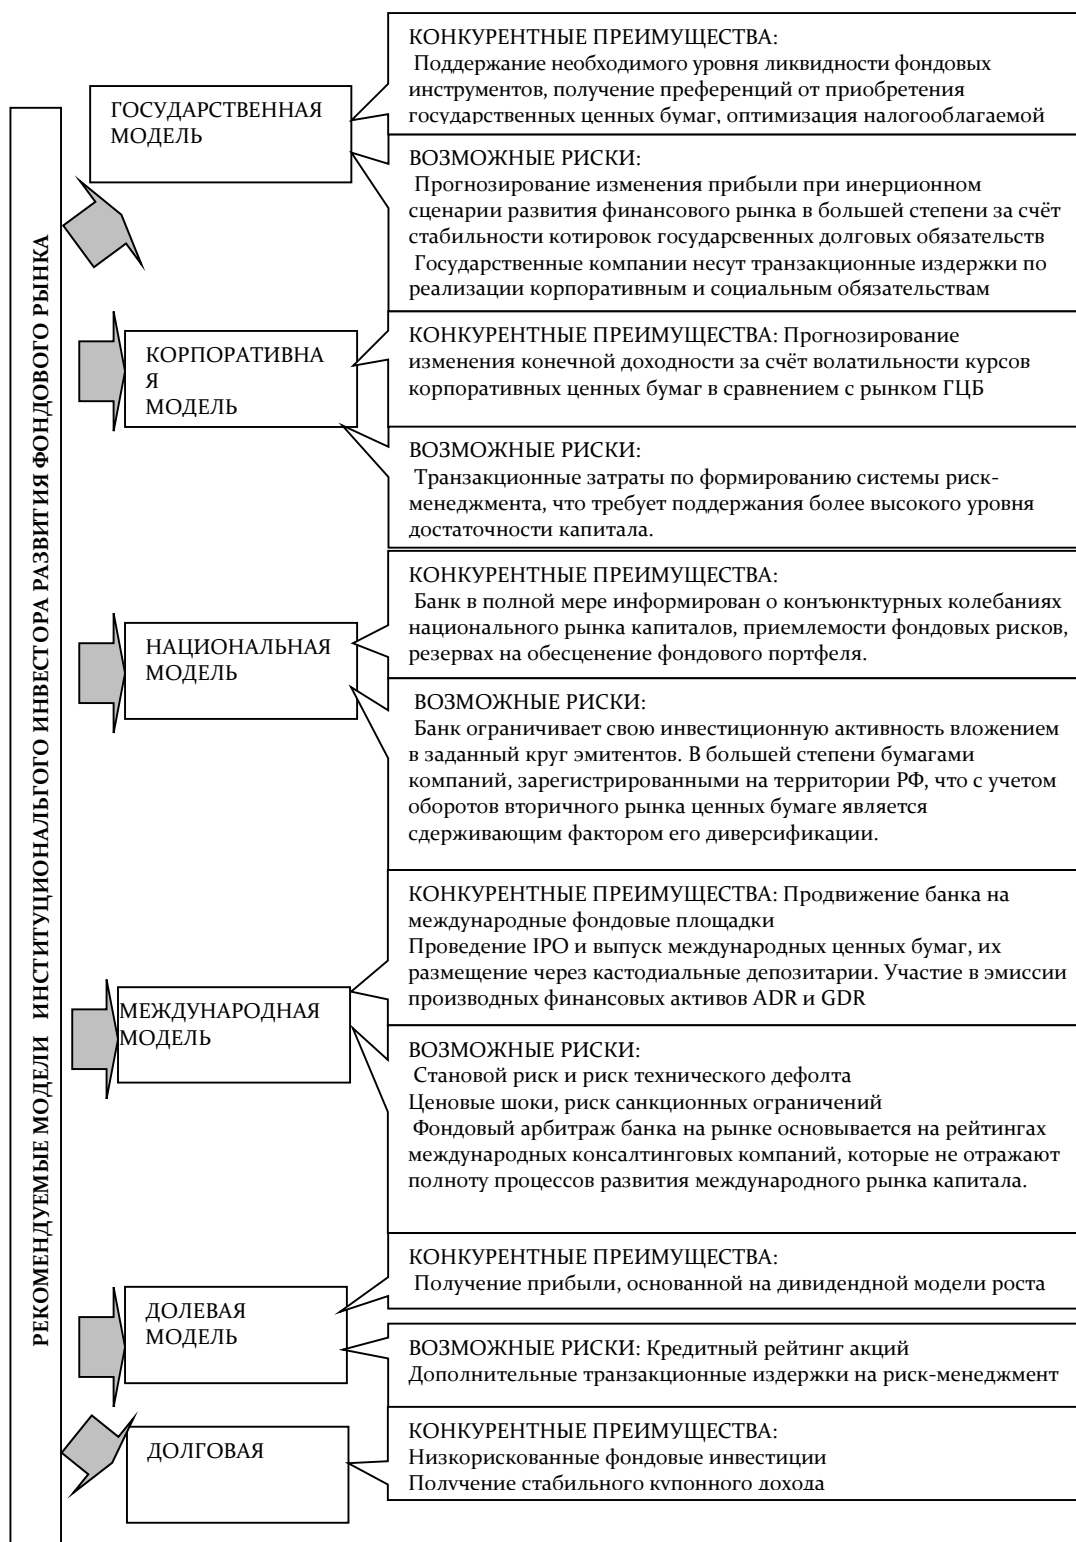 РЕКОМЕНДУЕМЫЕ МОДЕЛИ ИНСТИТУЦИОНАЛЬГОГО ИНВЕСТОРА РАЗВИТИЯ ФОНДОВОГО РЫНКА
ГОСУДАРСТВЕННАЯ
МОДЕЛЬ
КОНКУРЕНТНЫЕ ПРЕИМУЩЕСТВА:
Поддержание необходимого уровня ликвидности фондовых
инструментов, получение преференций от приобретения
государственных ценных бумаг, оптимизация налогооблагаемой
ВОЗМОЖНЫЕ РИСКИ:
Прогнозирование изменения прибыли при инерционном
сценарии развития финансового рынка в большей степени за счёт
стабильности котировок государсвенных долговых обязательств
Государственные компании несут транзакционные издержки по
реализации корпоративным и социальным обязательствам
КОРПОРАТИВНА
Я
МОДЕЛЬ
КОНКУРЕНТНЫЕ ПРЕИМУЩЕСТВА: Прогнозирование
изменения конечной доходности за счёт волатильности курсов
корпоративных ценных бумаг в сравнении с рынком ГЦБ
ВОЗМОЖНЫЕ РИСКИ:
Транзакционные затраты по формированию системы риск-
менеджмента, что требует поддержания более высокого уровня
достаточности капитала.
НАЦИОНАЛЬНАЯ
МОДЕЛЬ
КОНКУРЕНТНЫЕ ПРЕИМУЩЕСТВА:
Банк в полной мере информирован о конъюнктурных колебаниях
национального рынка капиталов, приемлемости фондовых рисков,
резервах на обесценение фондового портфеля.
ВОЗМОЖНЫЕ РИСКИ:
Банк ограничивает свою инвестиционную активность вложением
в заданный круг эмитентов. В большей степени бумагами
компаний, зарегистрированными на территории РФ, что с учетом
оборотов вторичного рынка ценных бумаге является
сдерживающим фактором его диверсификации.
МЕЖДУНАРОДНАЯ
МОДЕЛЬ
КОНКУРЕНТНЫЕ ПРЕИМУЩЕСТВА: Продвижение банка на
международные фондовые площадки
Проведение IPO и выпуск международных ценных бумаг, их
размещение через кастодиальные депозитарии. Участие в эмиссии
производных финансовых активов ADR и GDR
ВОЗМОЖНЫЕ РИСКИ:
Становой риск и риск технического дефолта
Ценовые шоки, риск санкционных ограничений
Фондовый арбитраж банка на рынке основывается на рейтингах
международных консалтинговых компаний, которые не отражают
полноту процессов развития международного рынка капитала.
ДОЛЕВАЯ
МОДЕЛЬ
КОНКУРЕНТНЫЕ ПРЕИМУЩЕСТВА:
Получение прибыли, основанной на дивидендной модели роста
ВОЗМОЖНЫЕ РИСКИ: Кредитный рейтинг акций
Дополнительные транзакционные издержки на риск-менеджмент
ДОЛГОВАЯ
КОНКУРЕНТНЫЕ ПРЕИМУЩЕСТВА:
Низкорискованные фондовые инвестиции
Получение стабильного купонного дохода